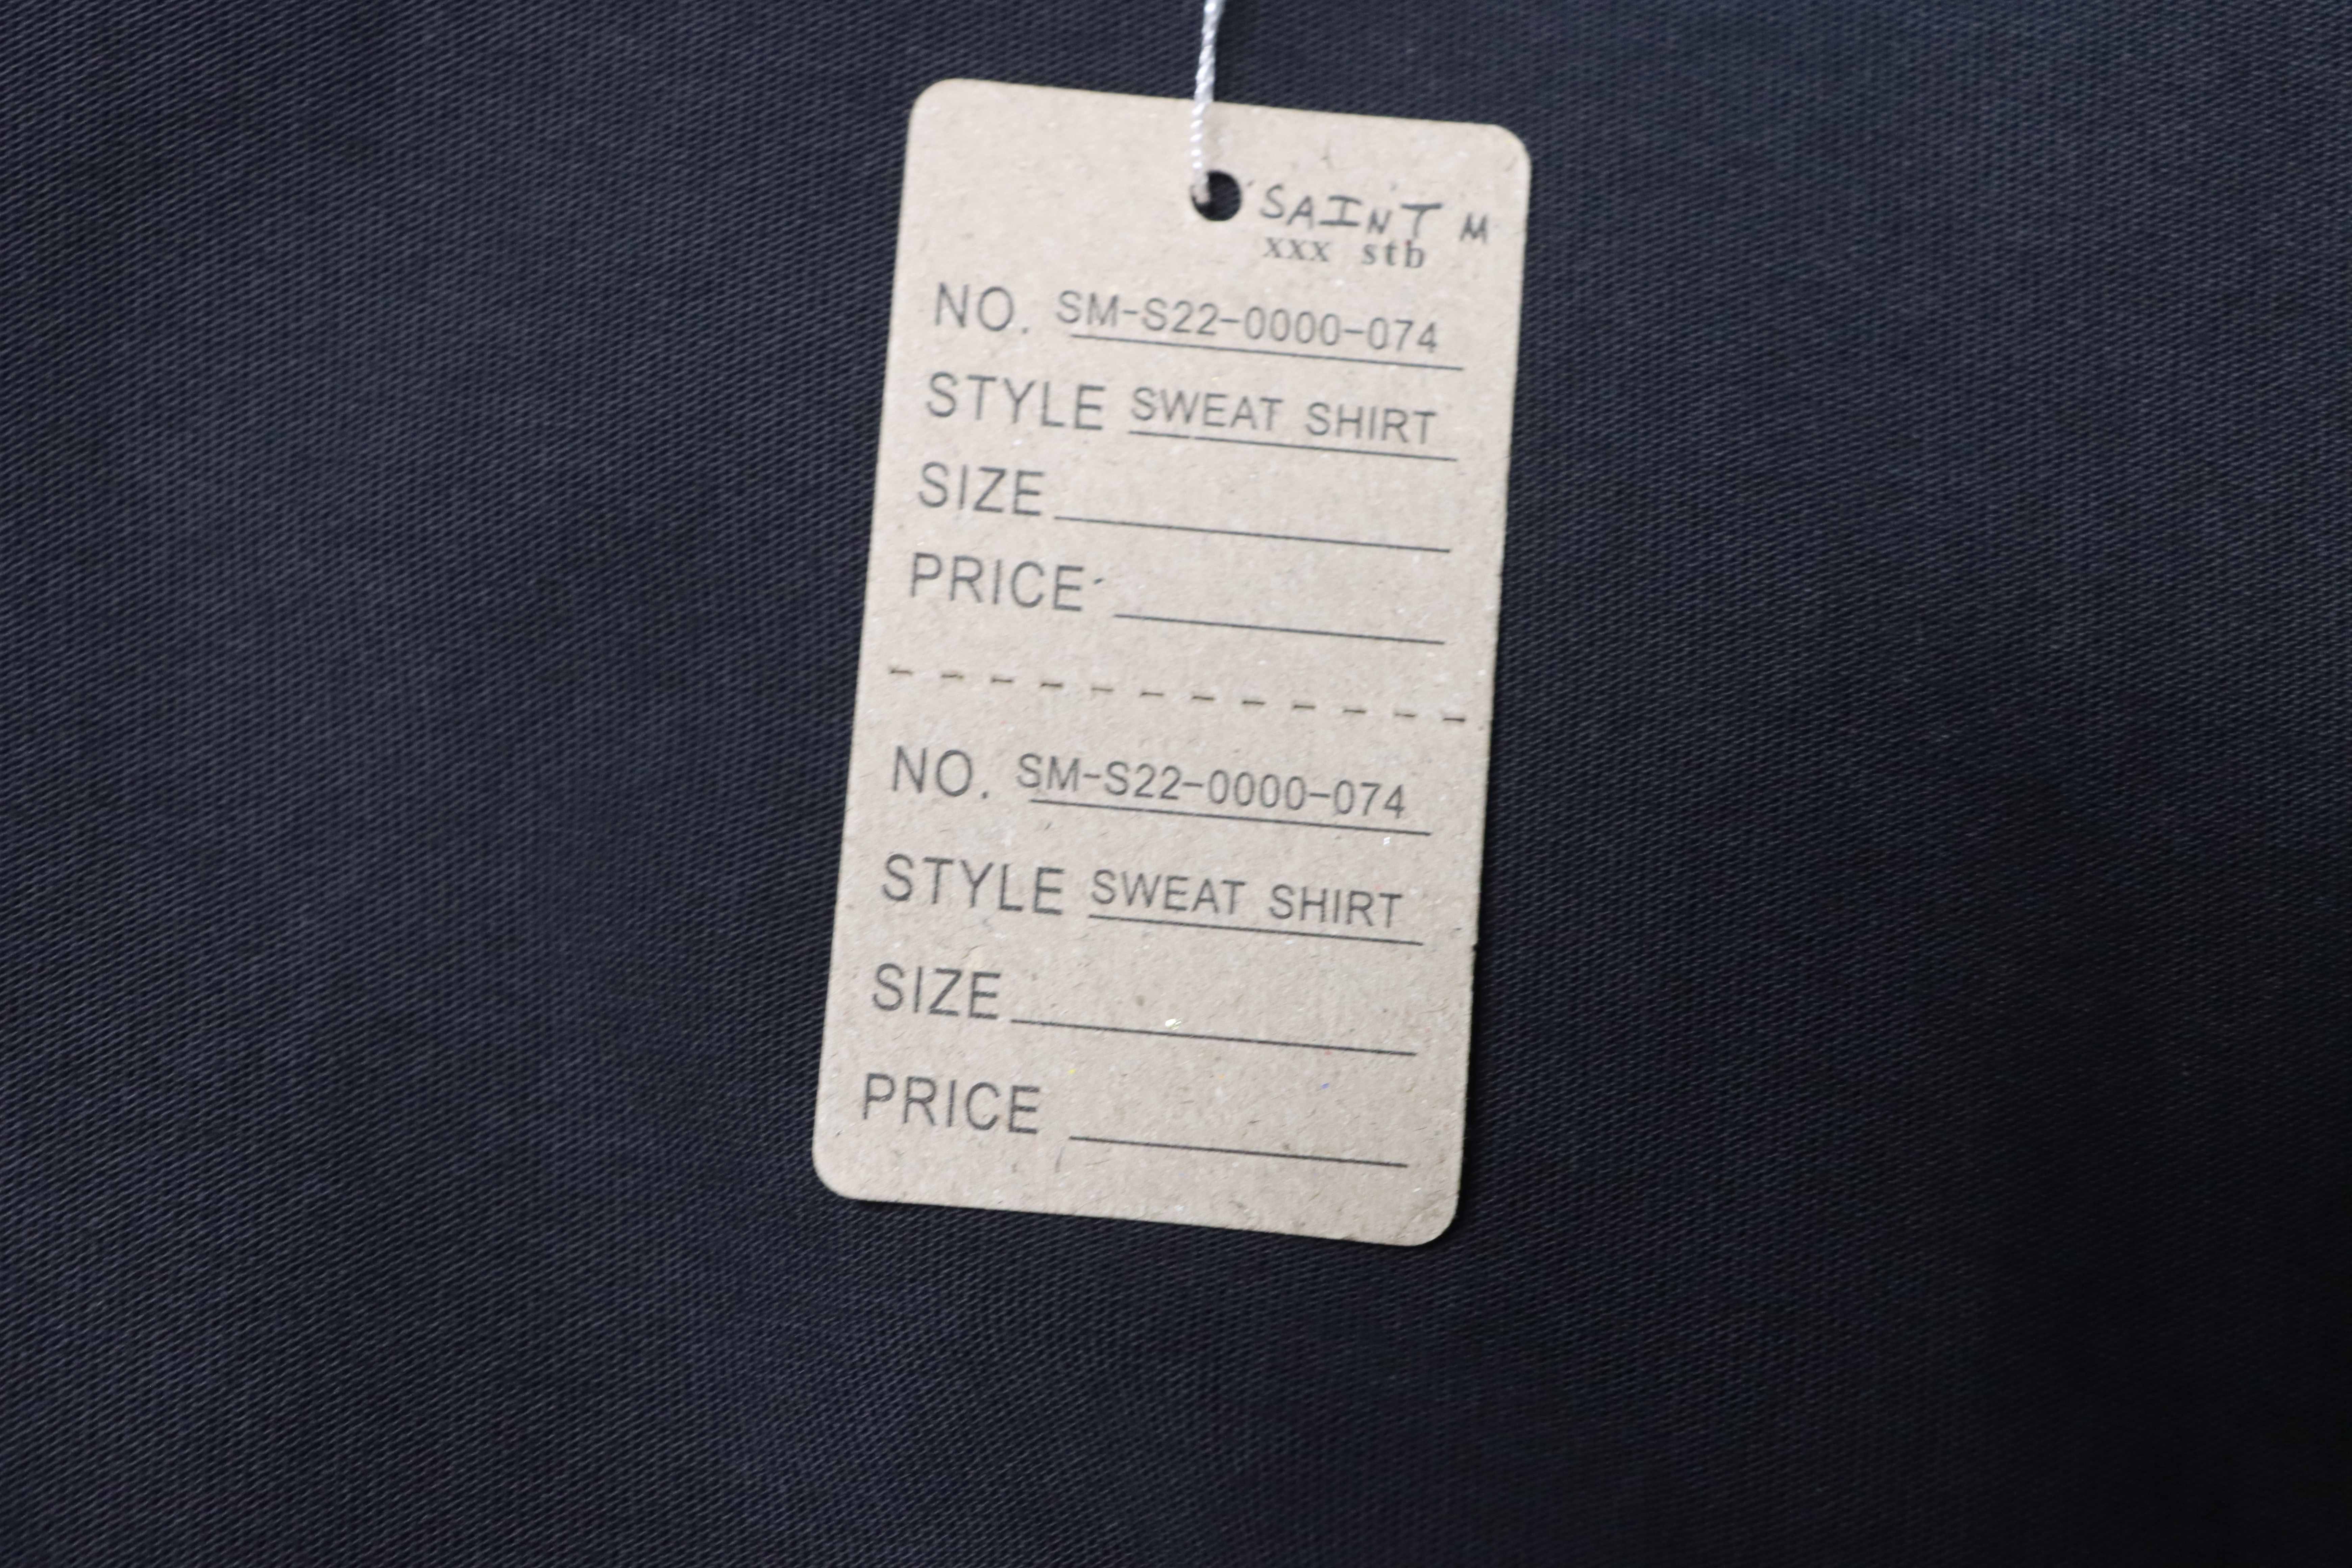 SAINT M
xxx stb
NO. SM-S22-0000-074
STYLE SWEAT SHIRT
SIZE
PRICE
NO. SM-S22-0000-074
STYLE SWEAT SHIRT
SIZE
PRICE